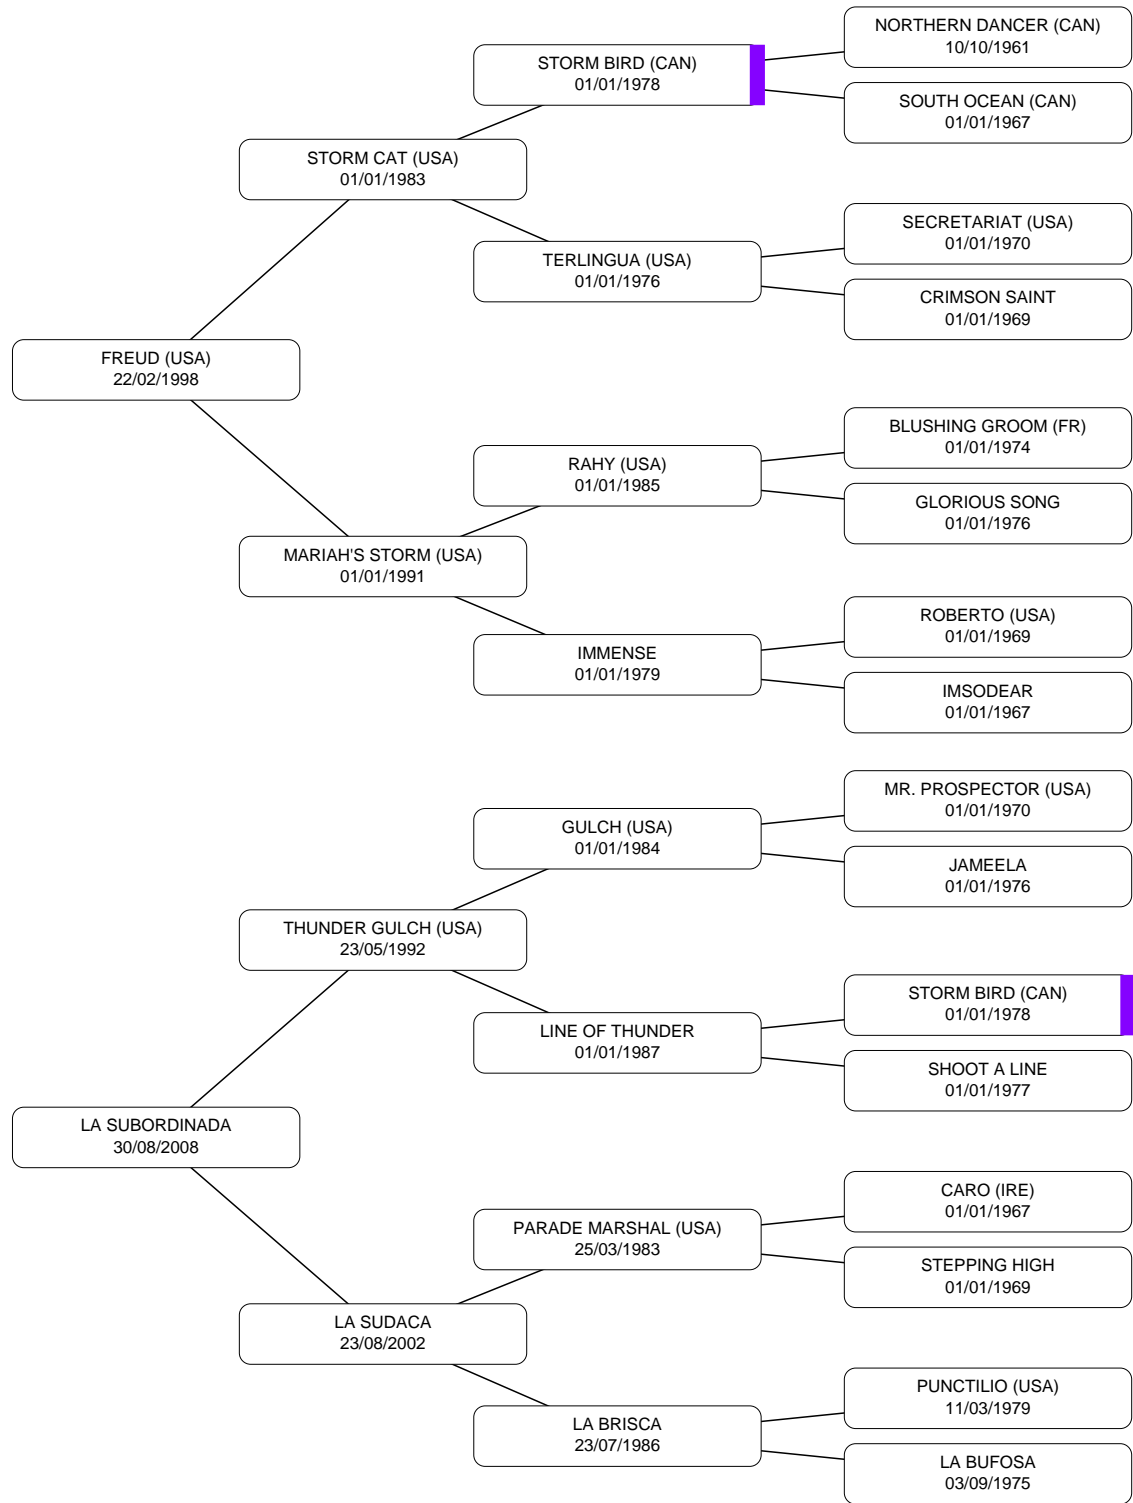 NORTHERN DANCER (CAN)
10/10/1961
STORM BIRD (CAN)
01/01/1978
SOUTH OCEAN (CAN)
01/01/1967
STORM CAT (USA)
01/01/1983
SECRETARIAT (USA)
01/01/1970
TERLINGUA (USA)
01/01/1976
CRIMSON SAINT
01/01/1969
FREUD (USA)
22/02/1998
BLUSHING GROOM (FR)
01/01/1974
RAHY (USA)
01/01/1985
GLORIOUS SONG
01/01/1976
MARIAH'S STORM (USA)
01/01/1991
ROBERTO (USA)
01/01/1969
IMMENSE
01/01/1979
IMSODEAR
01/01/1967
MR. PROSPECTOR (USA)
01/01/1970
GULCH (USA)
01/01/1984
JAMEELA
01/01/1976
THUNDER GULCH (USA)
23/05/1992
STORM BIRD (CAN)
01/01/1978
LINE OF THUNDER
01/01/1987
SHOOT A LINE
01/01/1977
LA SUBORDINADA
30/08/2008
CARO (IRE)
01/01/1967
PARADE MARSHAL (USA)
25/03/1983
STEPPING HIGH
01/01/1969
LA SUDACA
23/08/2002
PUNCTILIO (USA)
11/03/1979
LA BRISCA
23/07/1986
LA BUFOSA
03/09/1975